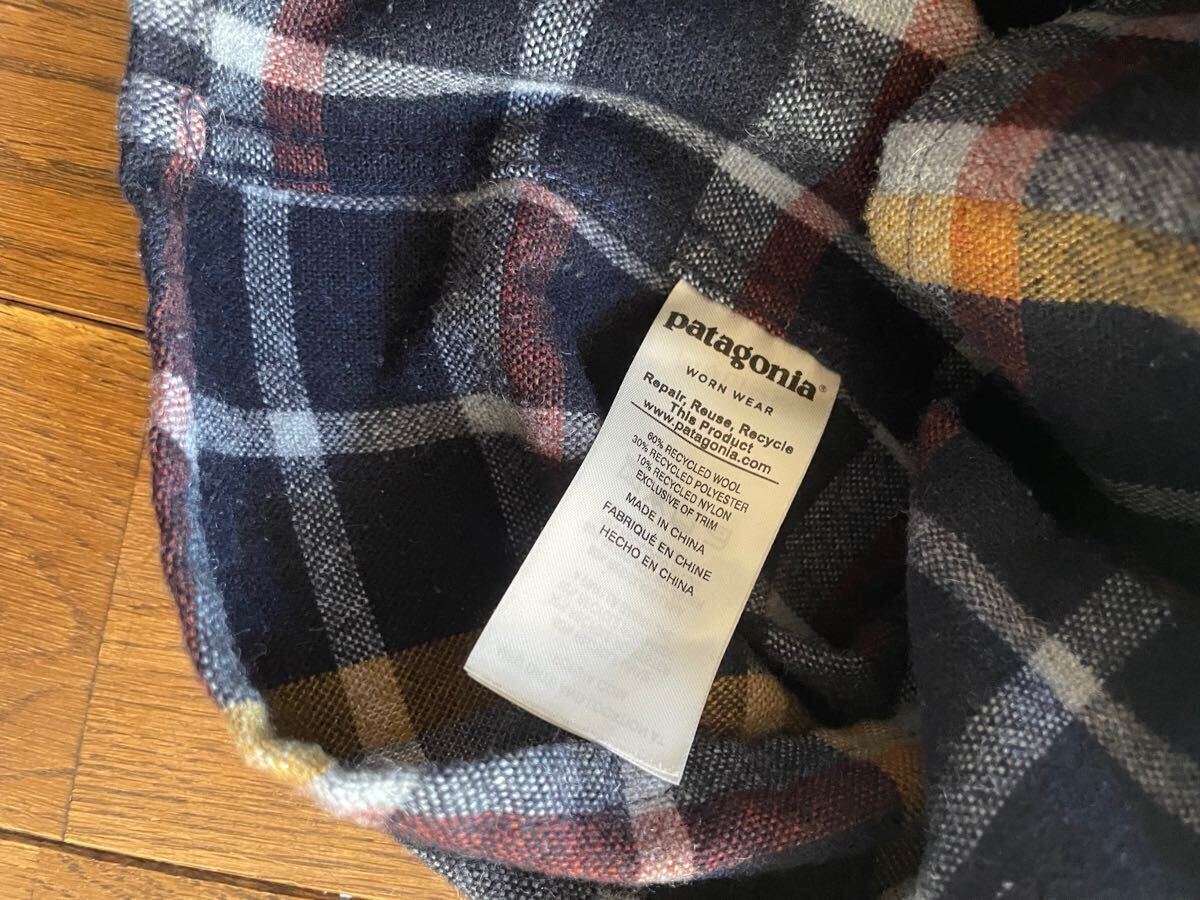 patagonia®
WORN WEAR
Repair, Reuse, Recycle
This Product
www.patagonia.com
60% RECYCLED WOOL
30% RECYCLED POLYESTER
10% RECYCLED NYLON
EXCLUSIVE OF TRIM
MADE IN CHINA
FABRIQUÉ EN CHINE
HECHO EN CHINA